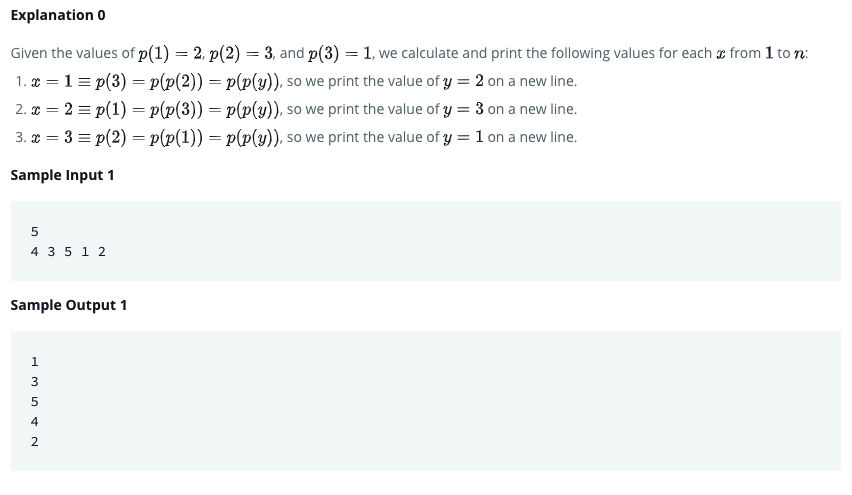 Explanation 0
Given the values of p(1) = 2, p(2) = 3, and p(3) = 1, we calculate and print the following values for each x from 1 to n:
1. x = 1 ≡ p(3) = p(p(2)) = p(p(y)), so we print the value of y = 2 on a new line.
2. x = 2 ≡ p(1) = p(p(3)) = p(p(y)), so we print the value of y = 3 on a new line.
3. x = 3 ≡ p(2) = p(p(1)) = p(p(y)), so we print the value of y = 1 on a new line.
Sample Input 1
5
4 3 5 1 2
Sample Output 1
1
3
5
4
2